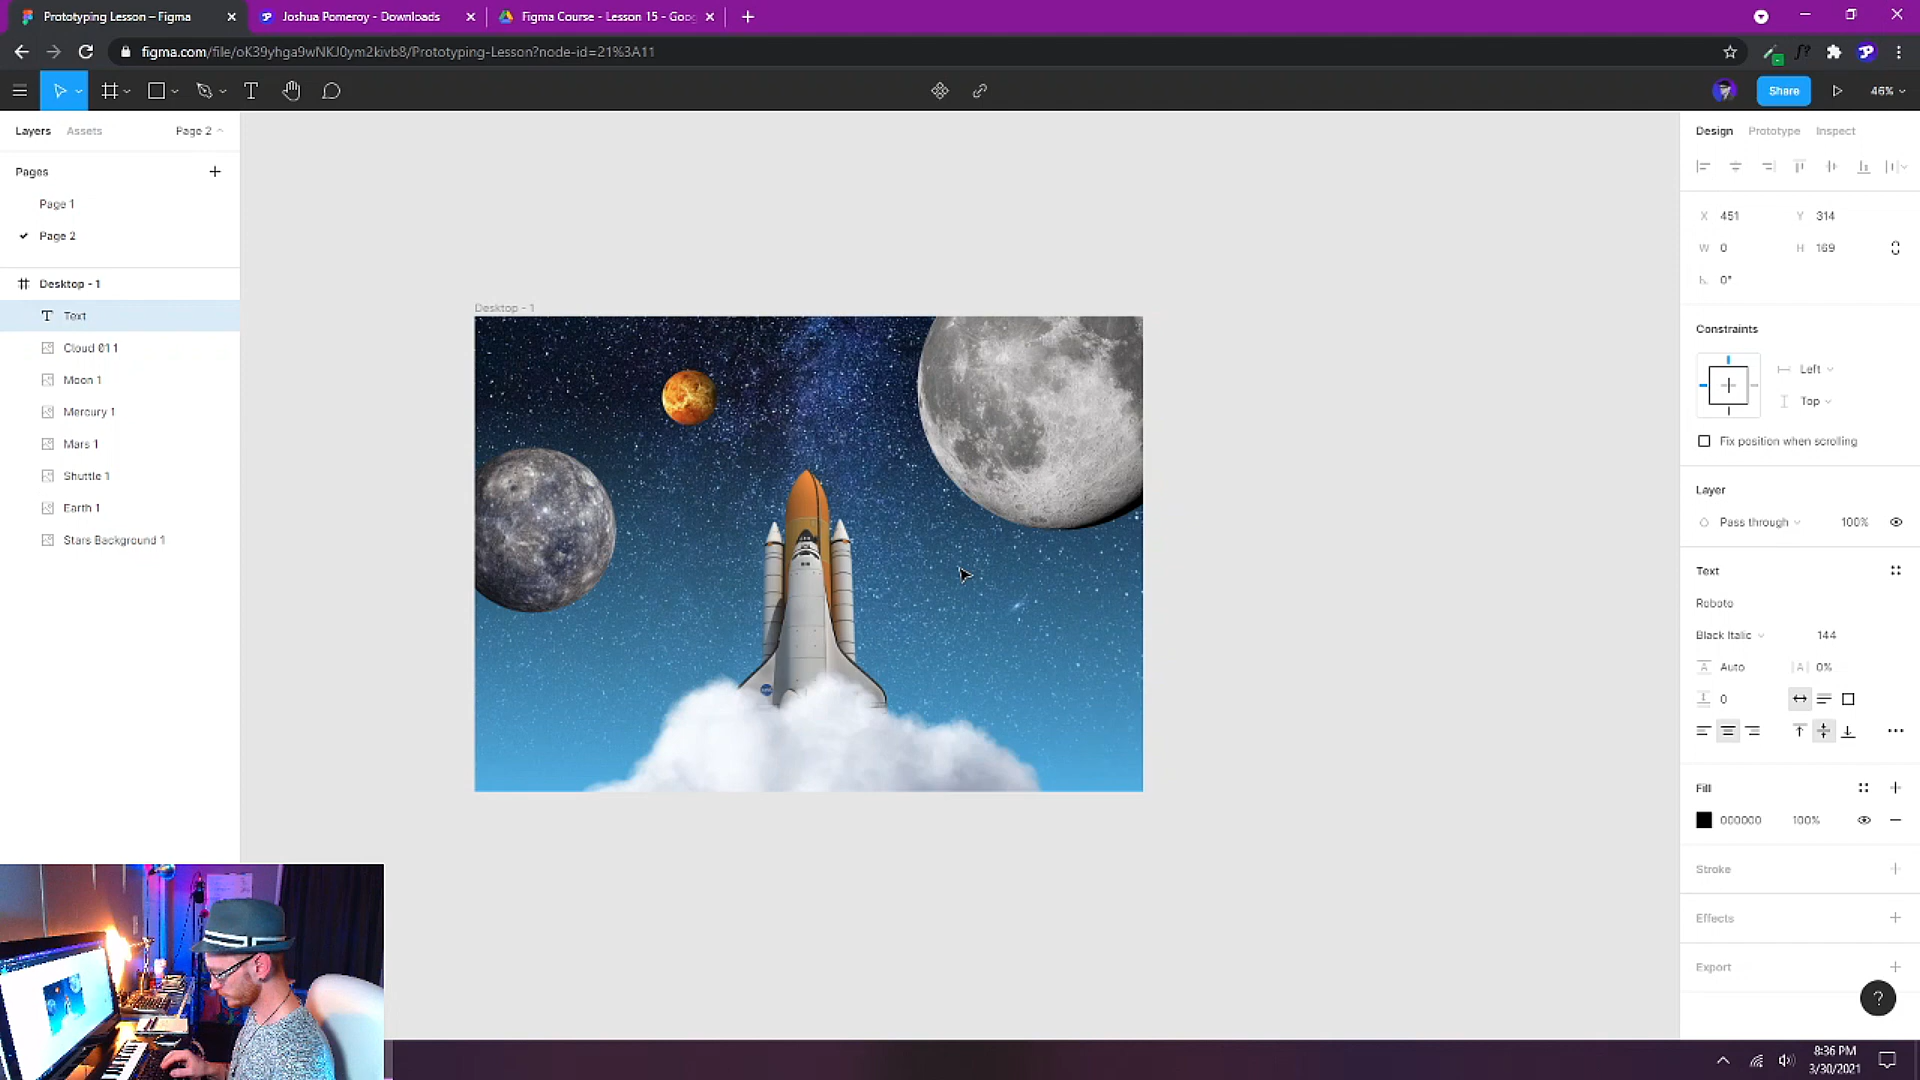 Prototyping Lesson – Figma
Joshua Pomeroy - Downloads
Figma Course - Lesson 15 - Goog
figma.com/file/oK39yhga9wNKJ0ym2kivb8/Prototyping-Lesson?node-id=21%3A11
Share
46%
Layers
Assets
Page 2
Design
Prototype
Inspect
Pages
Page 1
Page 2
X 451
Y 314
W 0
H 169
0°
Desktop - 1
Text
Cloud 01 1
Moon 1
Mercury 1
Mars 1
Shuttle 1
Earth 1
Stars Background 1
Desktop - 1
Constraints
Left
Top
Fix position when scrolling
Layer
Pass through
100%
Text
Roboto
Black Italic
144
Auto
0%
0
Fill
000000
100%
Stroke
Effects
Export
?
8:36 PM
3/30/2021